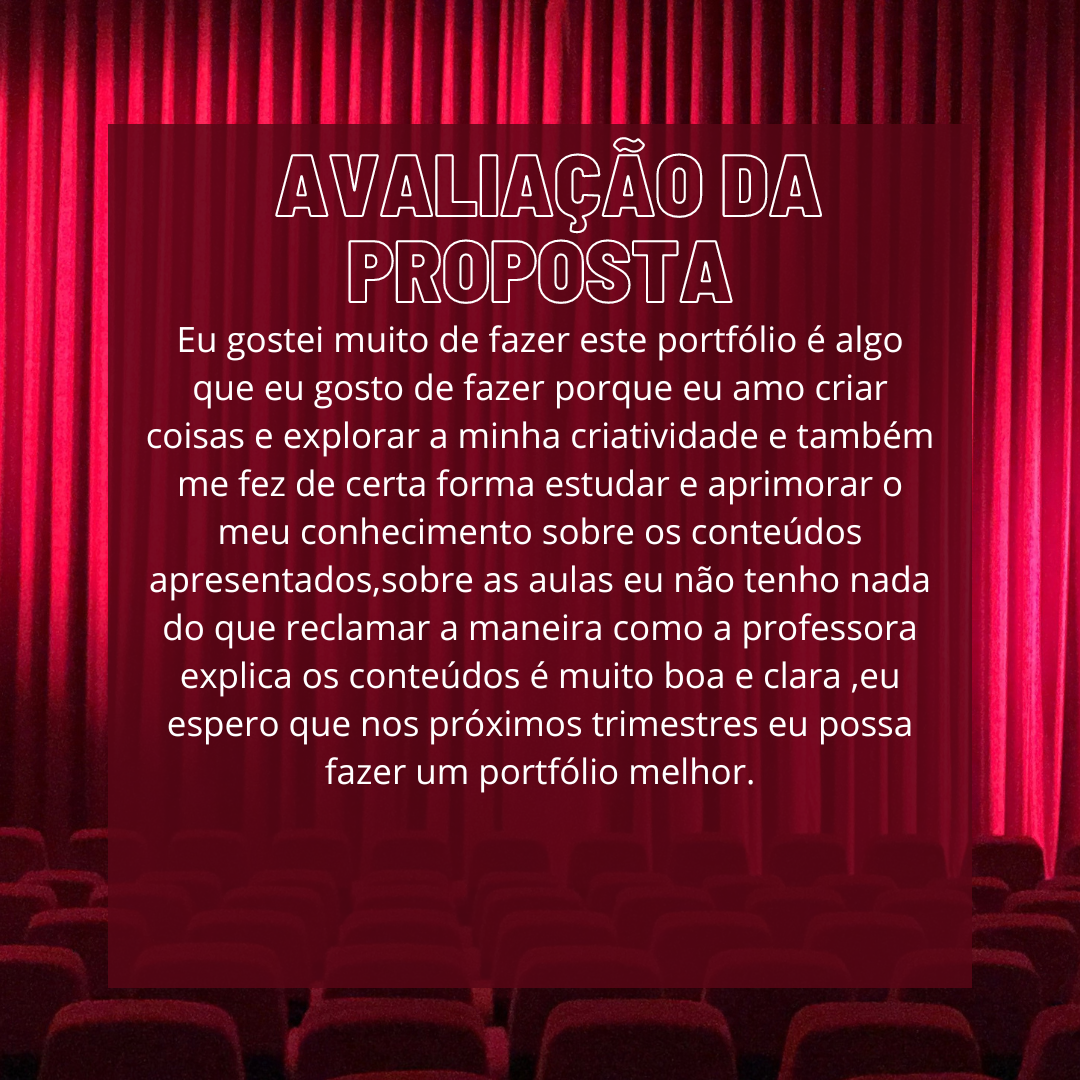 AVALIAÇÃO DA
PROPOSTA
Eu gostei muito de fazer este portfólio é algo
que eu gosto de fazer porque eu amo criar
coisas e explorar a minha criatividade e também
me fez de certa forma estudar e aprimorar o
meu conhecimento sobre os conteúdos
apresentados,sobre as aulas eu não tenho nada
do que reclamar a maneira como a professora
explica os conteúdos é muito boa e clara ,eu
espero que nos próximos trimestres eu possa
fazer um portfólio melhor.